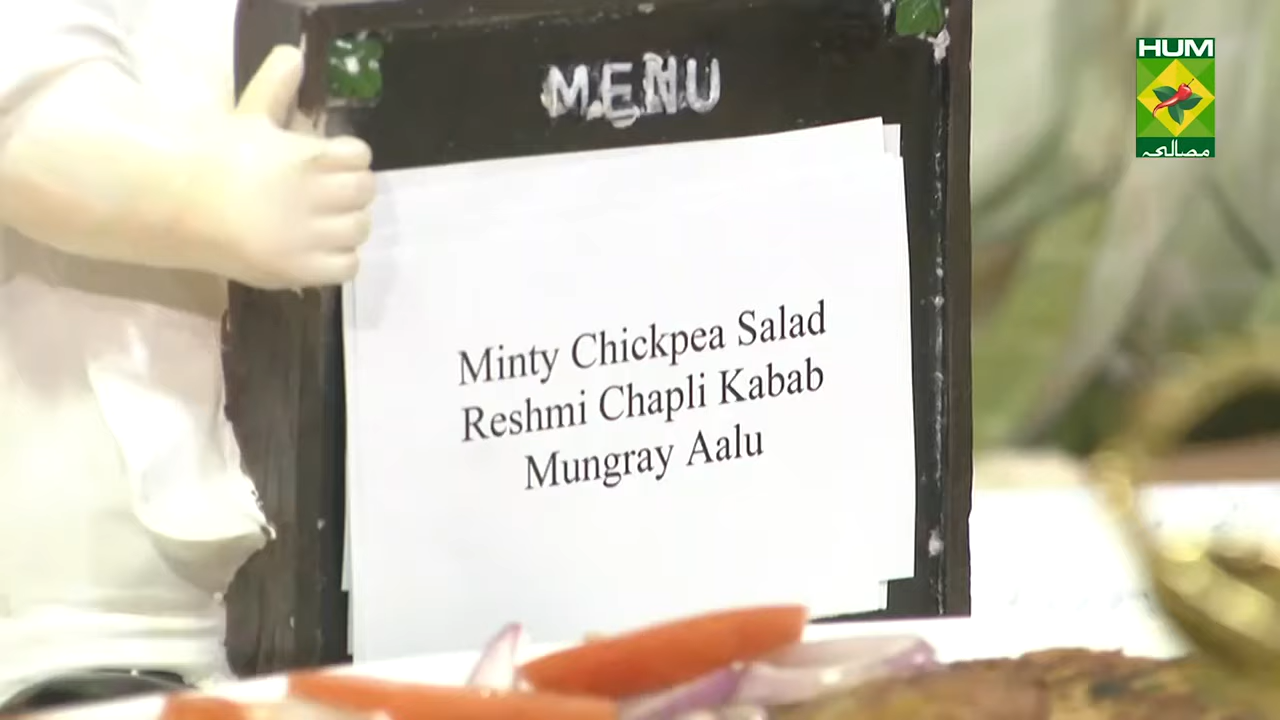 HUM
مصالحہ
MENU
Minty Chickpea Salad
Reshmi Chapli Kabab
Mungray Aalu